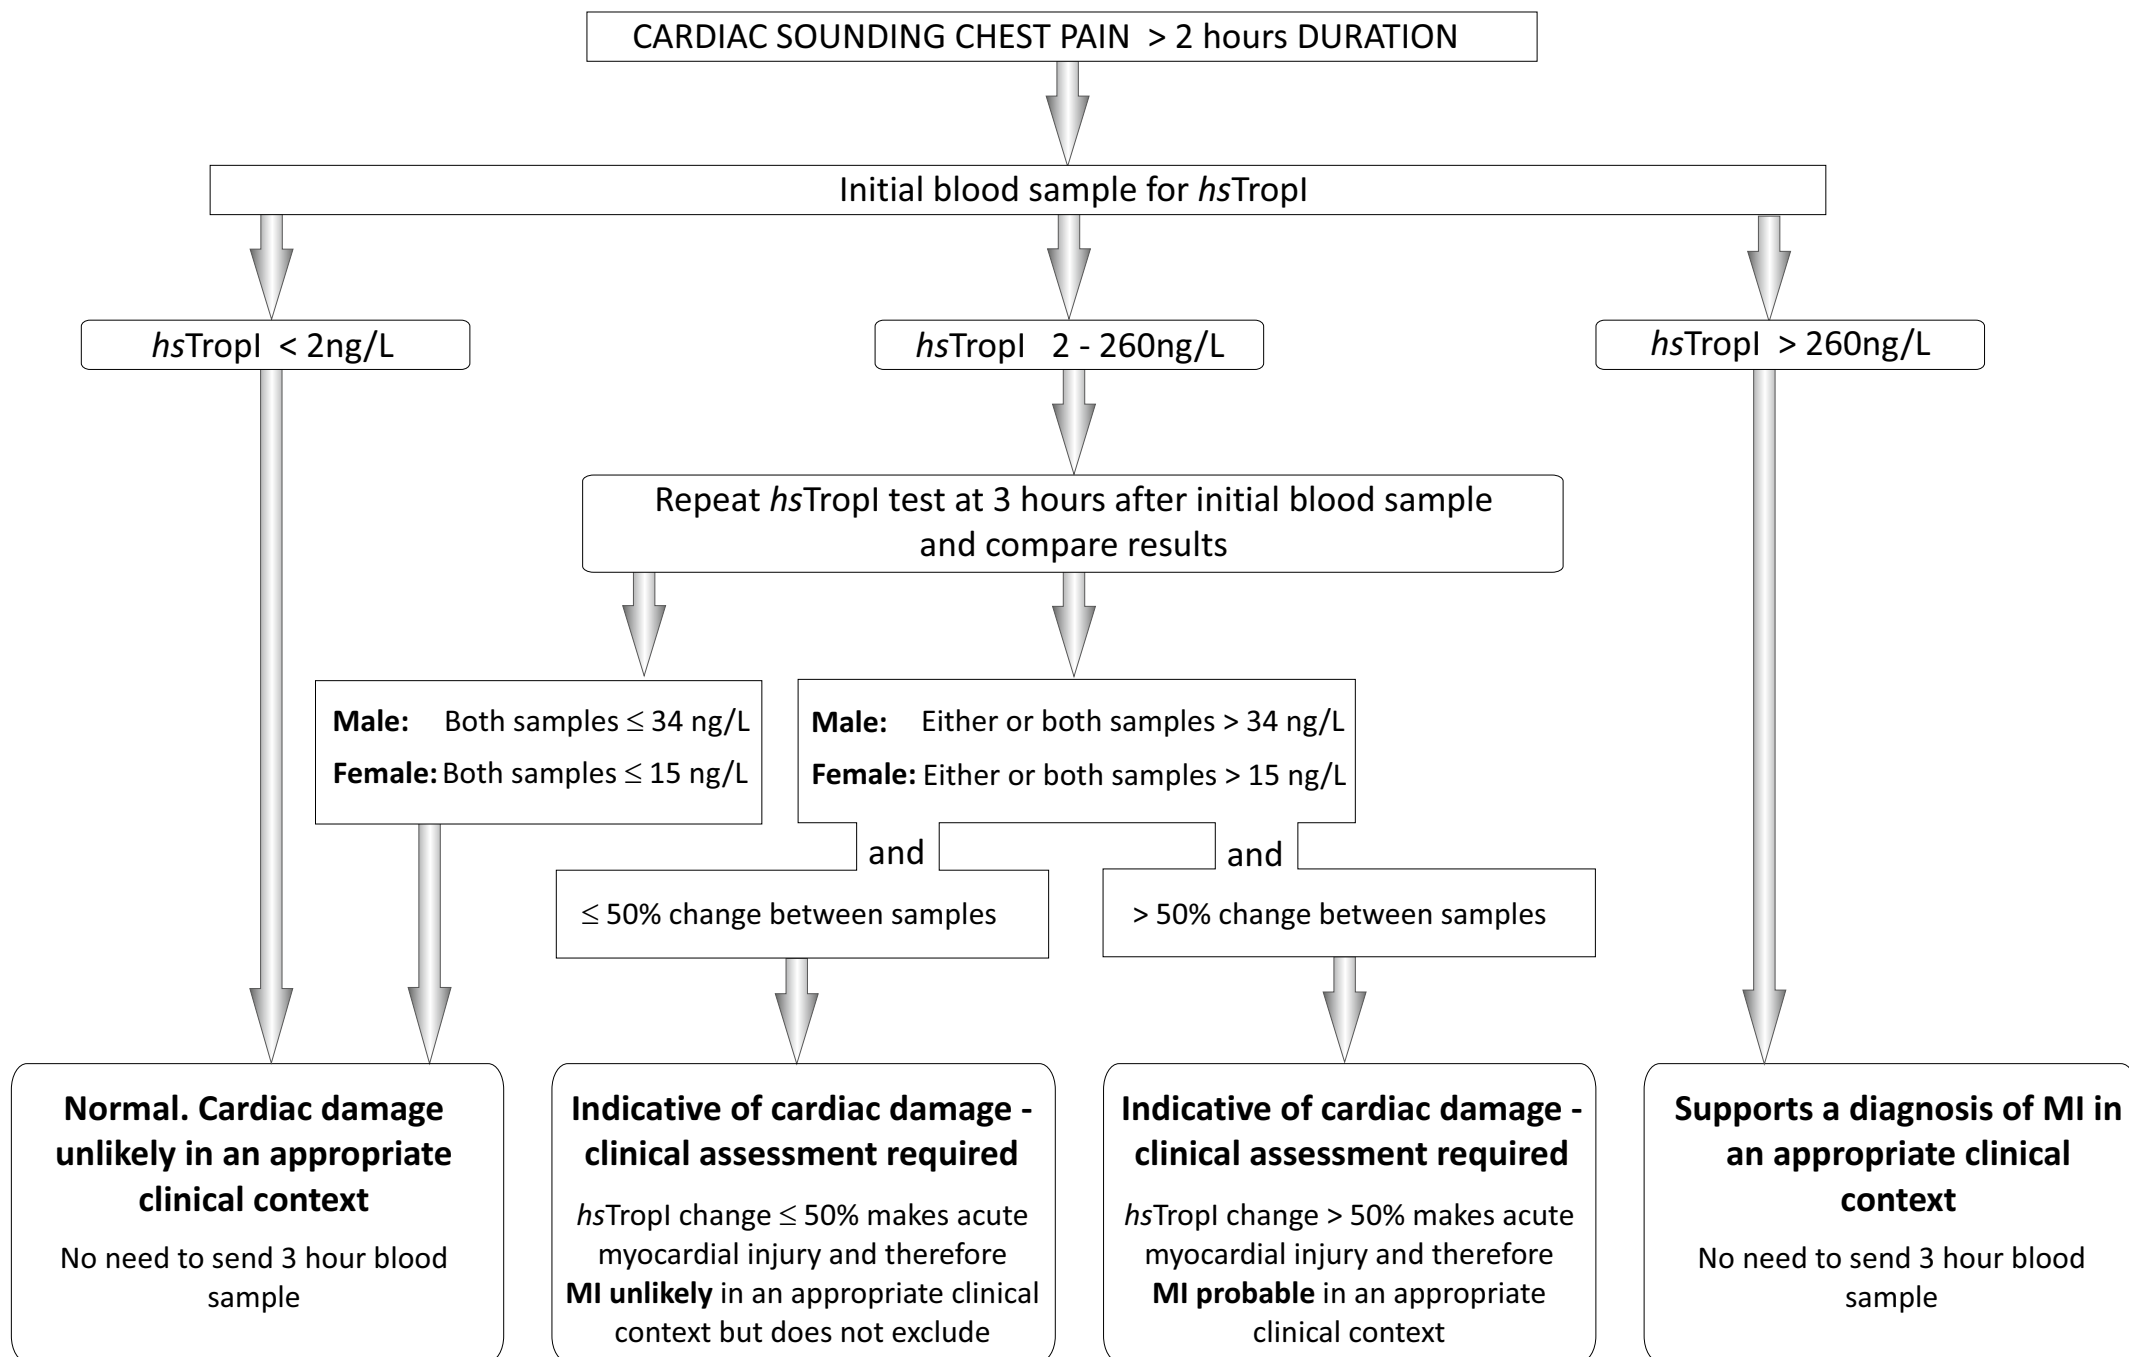 CARDIAC SOUNDING CHEST PAIN > 2 hours DURATION
Initial blood sample for hsTropI
hsTropI < 2ng/L
hsTropI 2 - 260ng/L
hsTropI > 260ng/L
Repeat hsTropI test at 3 hours after initial blood sample
and compare results
Male: Both samples ≤ 34 ng/L
Female: Both samples ≤ 15 ng/L
Male: Either or both samples > 34 ng/L
Female: Either or both samples > 15 ng/L
and
and
≤ 50% change between samples
> 50% change between samples
Normal. Cardiac damage
unlikely in an appropriate
clinical context
No need to send 3 hour blood
sample
Indicative of cardiac damage -
clinical assessment required
hsTropI change ≤ 50% makes acute
myocardial injury and therefore
MI unlikely in an appropriate clinical
context but does not exclude
Indicative of cardiac damage -
clinical assessment required
hsTropI change > 50% makes acute
myocardial injury and therefore
MI probable in an appropriate
clinical context
Supports a diagnosis of MI in
an appropriate clinical
context
No need to send 3 hour blood
sample